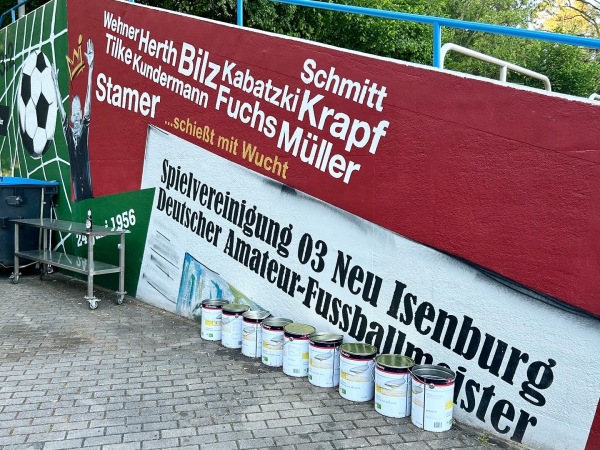 Wehner Herth Bilz Kabatzki Schmitt
Tilke Kundermann Fuchs Krapf
Stamer Müller
...schießt mit Wucht
1956
Spielvereinigung 03 Neu Isenburg
Deutscher Amateur-Fussballmeister